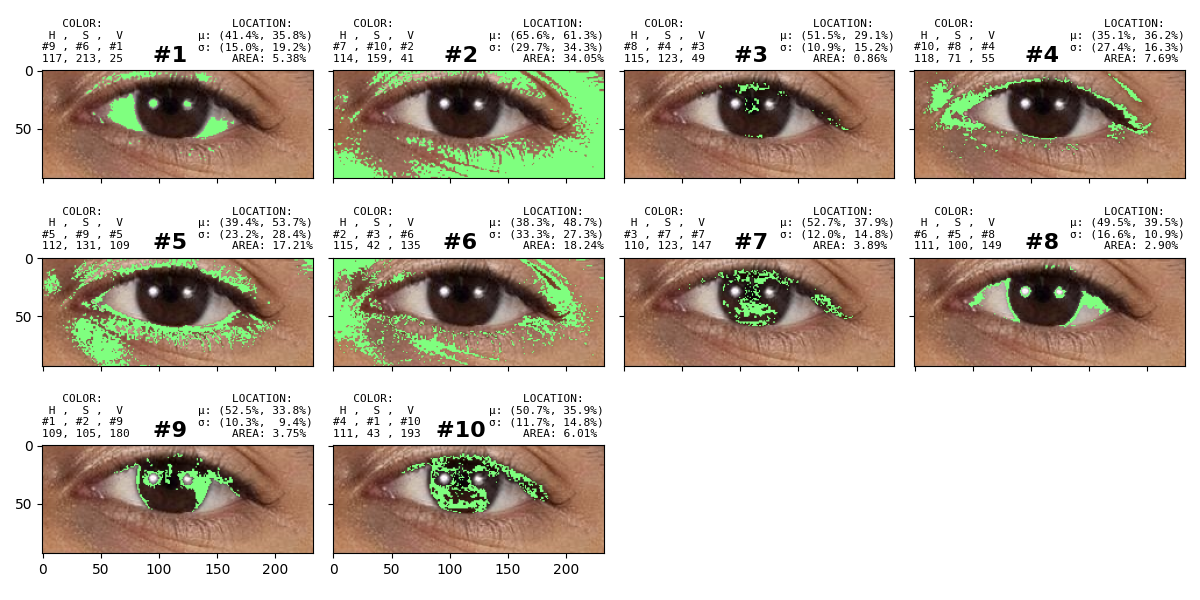 COLOR: LOCATION:
H , S , V μ: (41.4%, 35.8%)
#9 , #6 , #1 σ: (15.0%, 19.2%)
117, 213, 25 #1 AREA: 5.38%
COLOR: LOCATION:
H , S , V μ: (65.6%, 61.3%)
#7 , #10, #2 σ: (29.7%, 34.3%)
114, 159, 41 #2 AREA: 34.05%
COLOR: LOCATION:
H , S , V μ: (51.5%, 29.1%)
#8 , #4 , #3 σ: (10.9%, 15.2%)
115, 123, 49 #3 AREA: 0.86%
COLOR: LOCATION:
H , S , V μ: (35.1%, 36.2%)
#10, #8 , #4 σ: (27.4%, 16.3%)
118, 71 , 55 #4 AREA: 7.69%
0
50
COLOR: LOCATION:
H , S , V μ: (39.4%, 53.7%)
#5 , #9 , #5 σ: (23.2%, 28.4%)
112, 131, 109 #5 AREA: 17.21%
COLOR: LOCATION:
H , S , V μ: (38.3%, 48.7%)
#2 , #3 , #6 σ: (33.3%, 27.3%)
115, 42 , 135 #6 AREA: 18.24%
COLOR: LOCATION:
H , S , V μ: (52.7%, 37.9%)
#3 , #7 , #7 σ: (12.0%, 14.8%)
110, 123, 147 #7 AREA: 3.89%
COLOR: LOCATION:
H , S , V μ: (49.5%, 39.5%)
#6 , #5 , #8 σ: (16.6%, 10.9%)
111, 100, 149 #8 AREA: 2.90%
0
50
COLOR: LOCATION:
H , S , V μ: (52.5%, 33.8%)
#1 , #2 , #9 σ: (10.3%, 9.4%)
109, 105, 180 #9 AREA: 3.75%
COLOR: LOCATION:
H , S , V μ: (50.7%, 35.9%)
#4 , #1 , #10 σ: (11.7%, 14.8%)
111, 43 , 193 #10 AREA: 6.01%
0
50
0 50 100 150 200
0 50 100 150 200